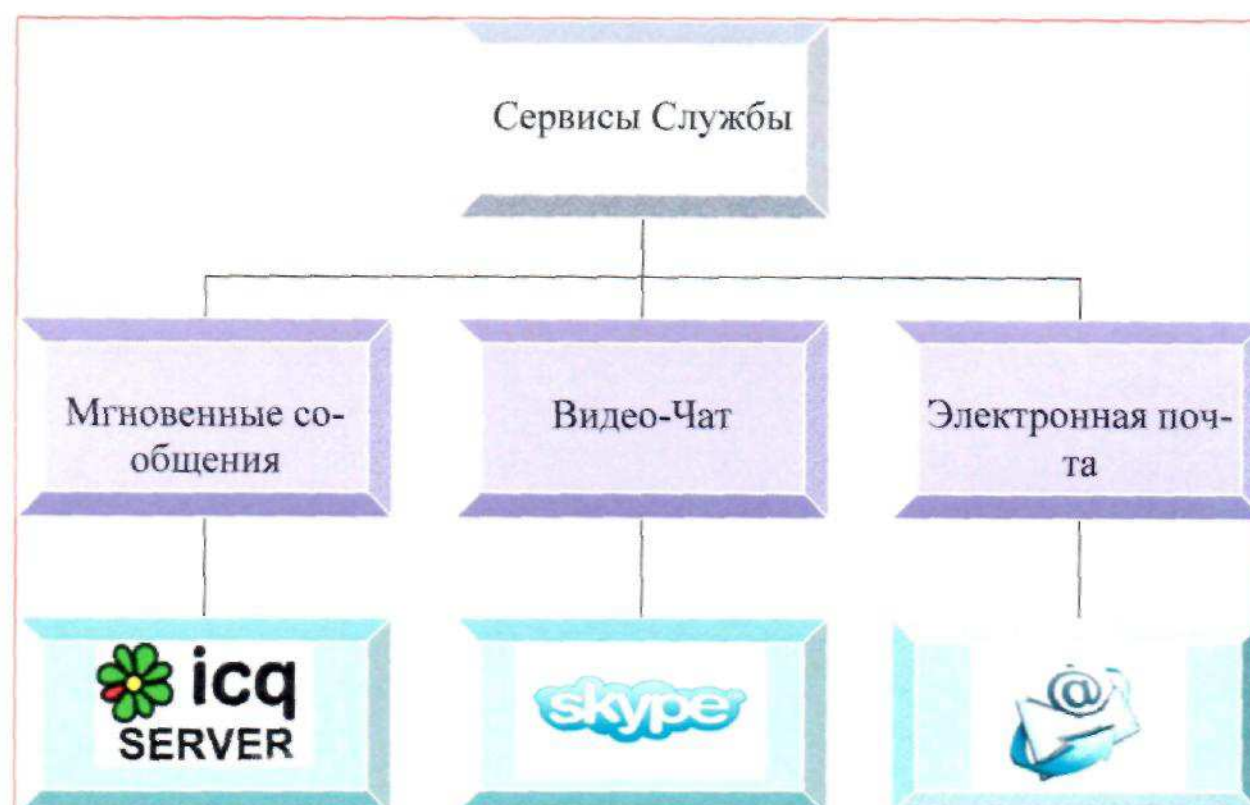 Сервисы Службы
Мгновенные со-
общения
Видео-Чат
Электронная поч-
та
icq
SERVER
skype
@